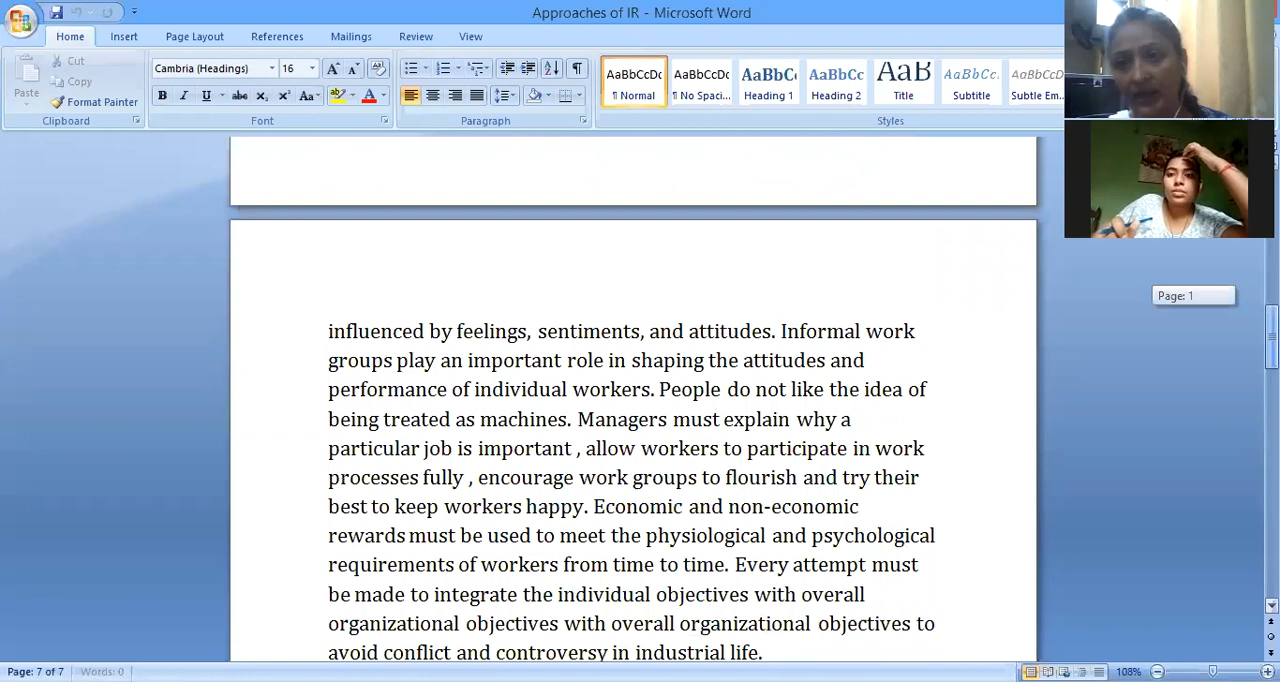 Approaches of IR - Microsoft Word
Home Insert Page Layout References Mailings Review View
Paste
Cut
Copy
Format Painter
Clipboard
Cambria (Headings) 16
Font
Paragraph
AaBbCcDc AaBbCcDc AaBbC AaBbCc AaB AaBbCc. AaBbCcDc
¶ Normal ¶ No Spaci... Heading 1 Heading 2 Title Subtitle Subtle Em...
Styles
Page: 1
influenced by feelings, sentiments, and attitudes. Informal work
groups play an important role in shaping the attitudes and
performance of individual workers. People do not like the idea of
being treated as machines. Managers must explain why a
particular job is important , allow workers to participate in work
processes fully , encourage work groups to flourish and try their
best to keep workers happy. Economic and non-economic
rewards must be used to meet the physiological and psychological
requirements of workers from time to time. Every attempt must
be made to integrate the individual objectives with overall
organizational objectives with overall organizational objectives to
avoid conflict and controversy in industrial life.
Page: 7 of 7 Words: 0 108%